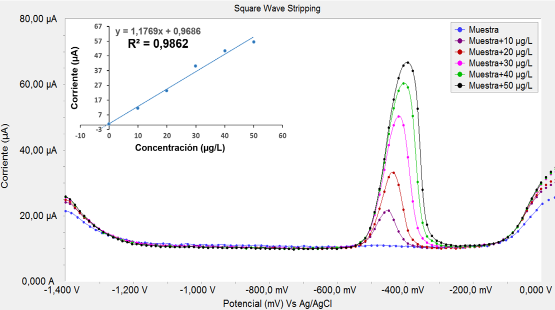 Square Wave Stripping
80,00 µA
60,00 µA
40,00 µA
20,00 µA
0,000 A
Corriente (µA)
-1,400 V
-1,200 V
-1,000 V
-800,0 mV
-600,0 mV
-400,0 mV
-200,0 mV
0,000 V
Potencial (mV) Vs Ag/AgCl
y = 1,1769x + 0,9686
R² = 0,9862
Corriente (µA)
67
57
47
37
27
17
7
-3
-10
0
10
20
30
40
50
60
Concentración (µg/L)
Muestra
Muestra+10 µg/L
Muestra+20 µg/L
Muestra+30 µg/L
Muestra+40 µg/L
Muestra+50 µg/L